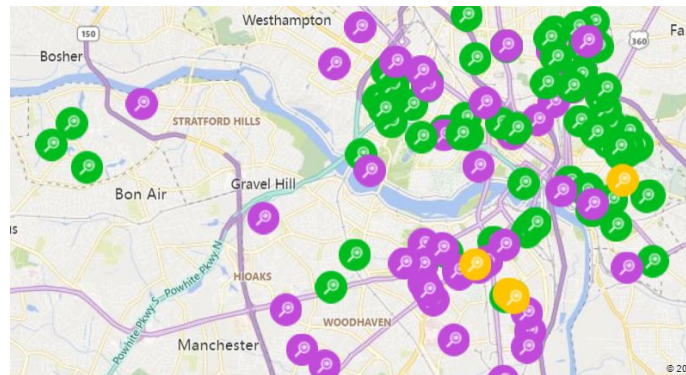 Westhampton
150
360
Fa
Bosher
STRATFORD HILLS
Bon Air
Gravel Hill
is
Powhite Pkwy N
HIOAKS
Powhite Pkwy S
WOODHAVEN
Manchester
© 20